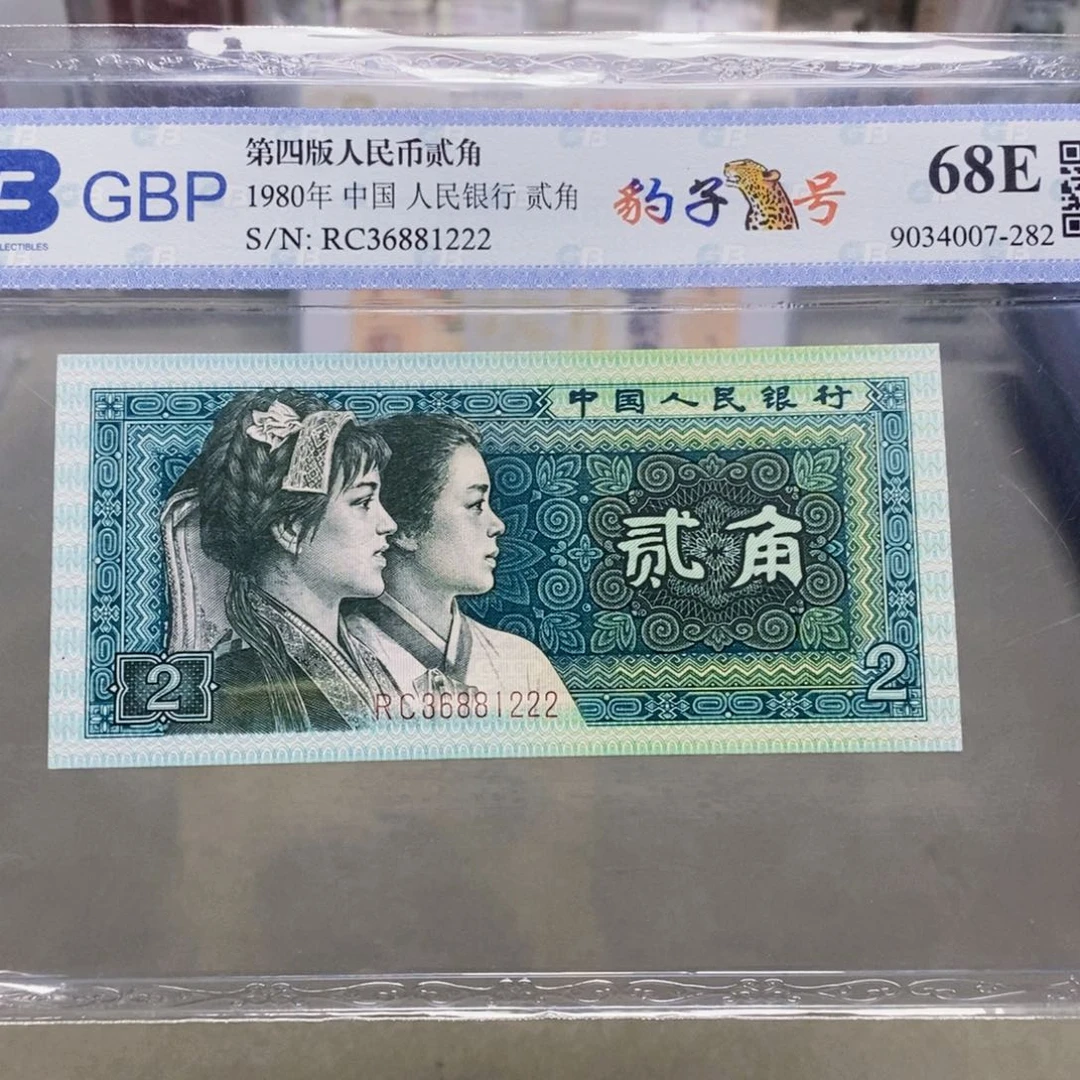 GBP
LECTIBLES
第四版人民币贰角
1980年 中国 人民银行 贰角
S/N: RC36881222
豹子号
68E
9034007-282
中国人民银行
贰角
2
RC36881222
2